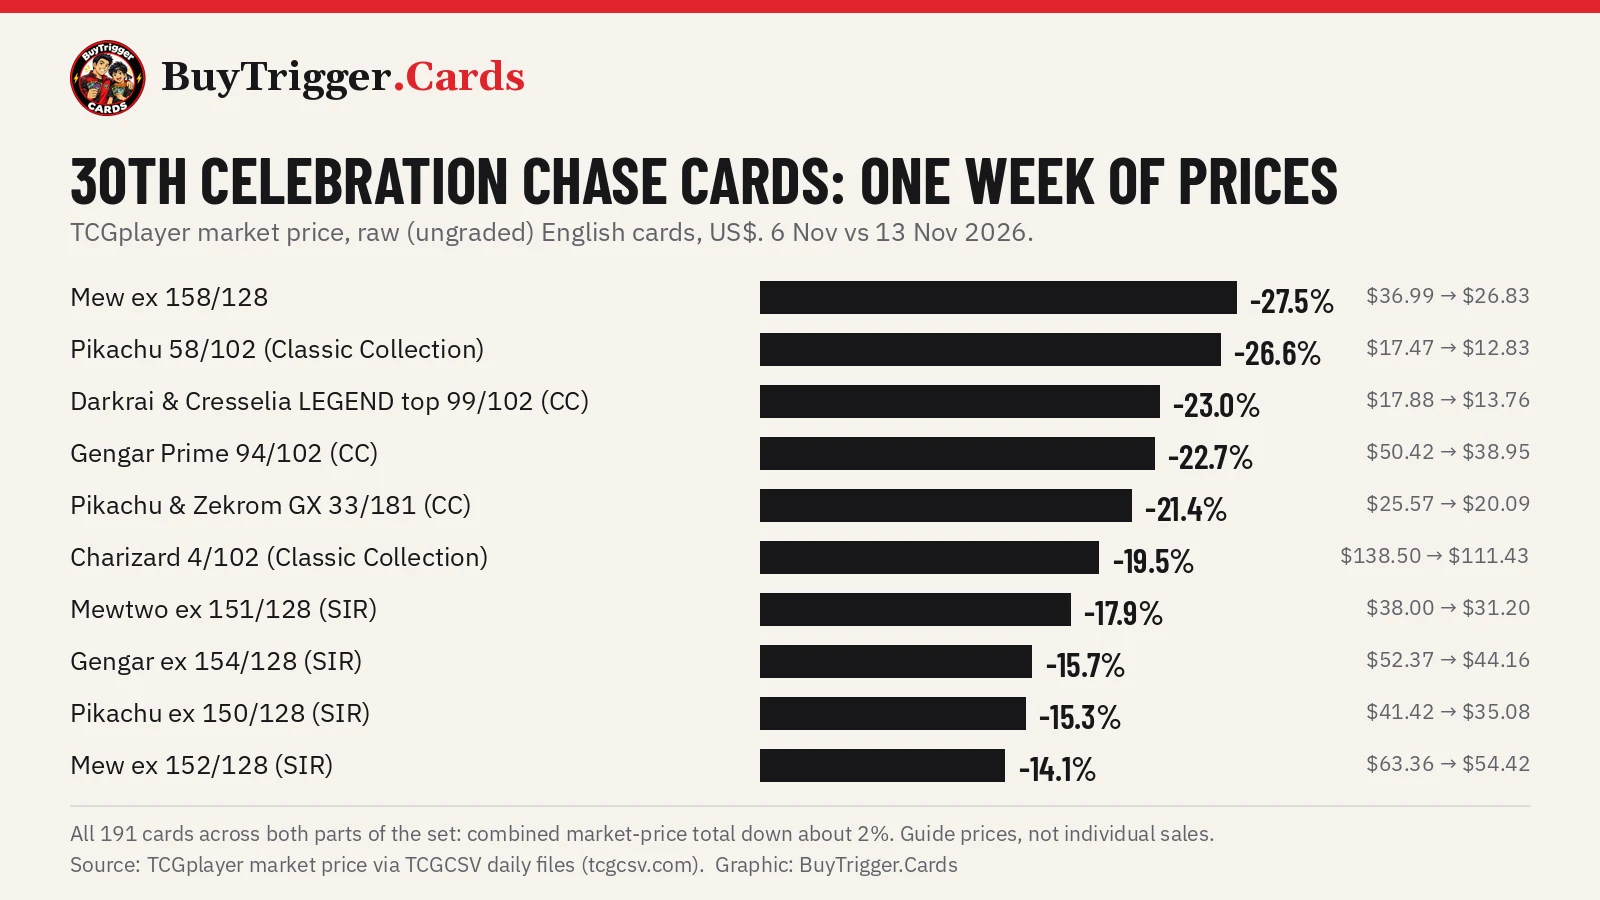 BuyTrigger
CARDS
BuyTrigger.Cards
30TH CELEBRATION CHASE CARDS: ONE WEEK OF PRICES
TCGplayer market price, raw (ungraded) English cards, US$. 6 Nov vs 13 Nov 2026.
Mew ex 158/128 -27.5% $36.99 → $26.83
Pikachu 58/102 (Classic Collection) -26.6% $17.47 → $12.83
Darkrai & Cresselia LEGEND top 99/102 (CC) -23.0% $17.88 → $13.76
Gengar Prime 94/102 (CC) -22.7% $50.42 → $38.95
Pikachu & Zekrom GX 33/181 (CC) -21.4% $25.57 → $20.09
Charizard 4/102 (Classic Collection) -19.5% $138.50 → $111.43
Mewtwo ex 151/128 (SIR) -17.9% $38.00 → $31.20
Gengar ex 154/128 (SIR) -15.7% $52.37 → $44.16
Pikachu ex 150/128 (SIR) -15.3% $41.42 → $35.08
Mew ex 152/128 (SIR) -14.1% $63.36 → $54.42
All 191 cards across both parts of the set: combined market-price total down about 2%. Guide prices, not individual sales.
Source: TCGplayer market price via TCGCSV daily files (tcgcsv.com). Graphic: BuyTrigger.Cards